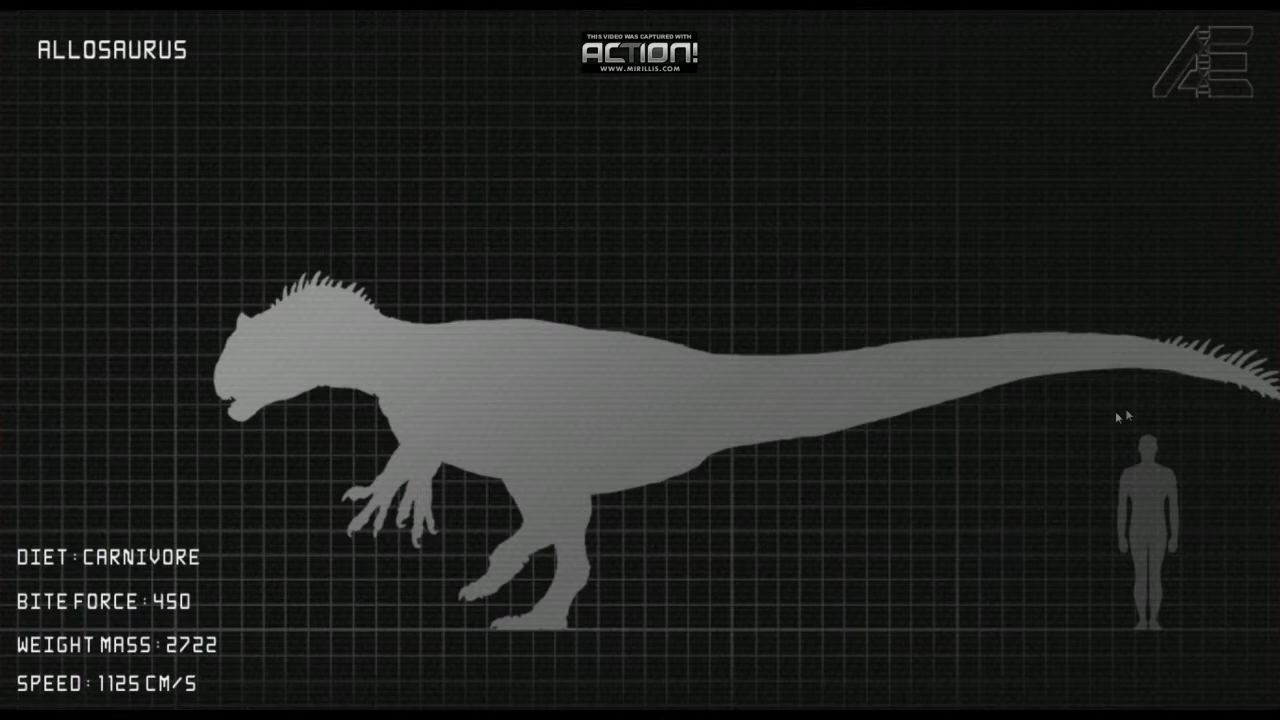 ALLOSAURUS
THIS VIDEO WAS CAPTURED WITH
ACTION!
WWW.MIRILLIS.COM
AE
DIET : CARNIVORE
BITE FORCE : 450
WEIGHT MASS : 2722
SPEED : 1125 CM/S